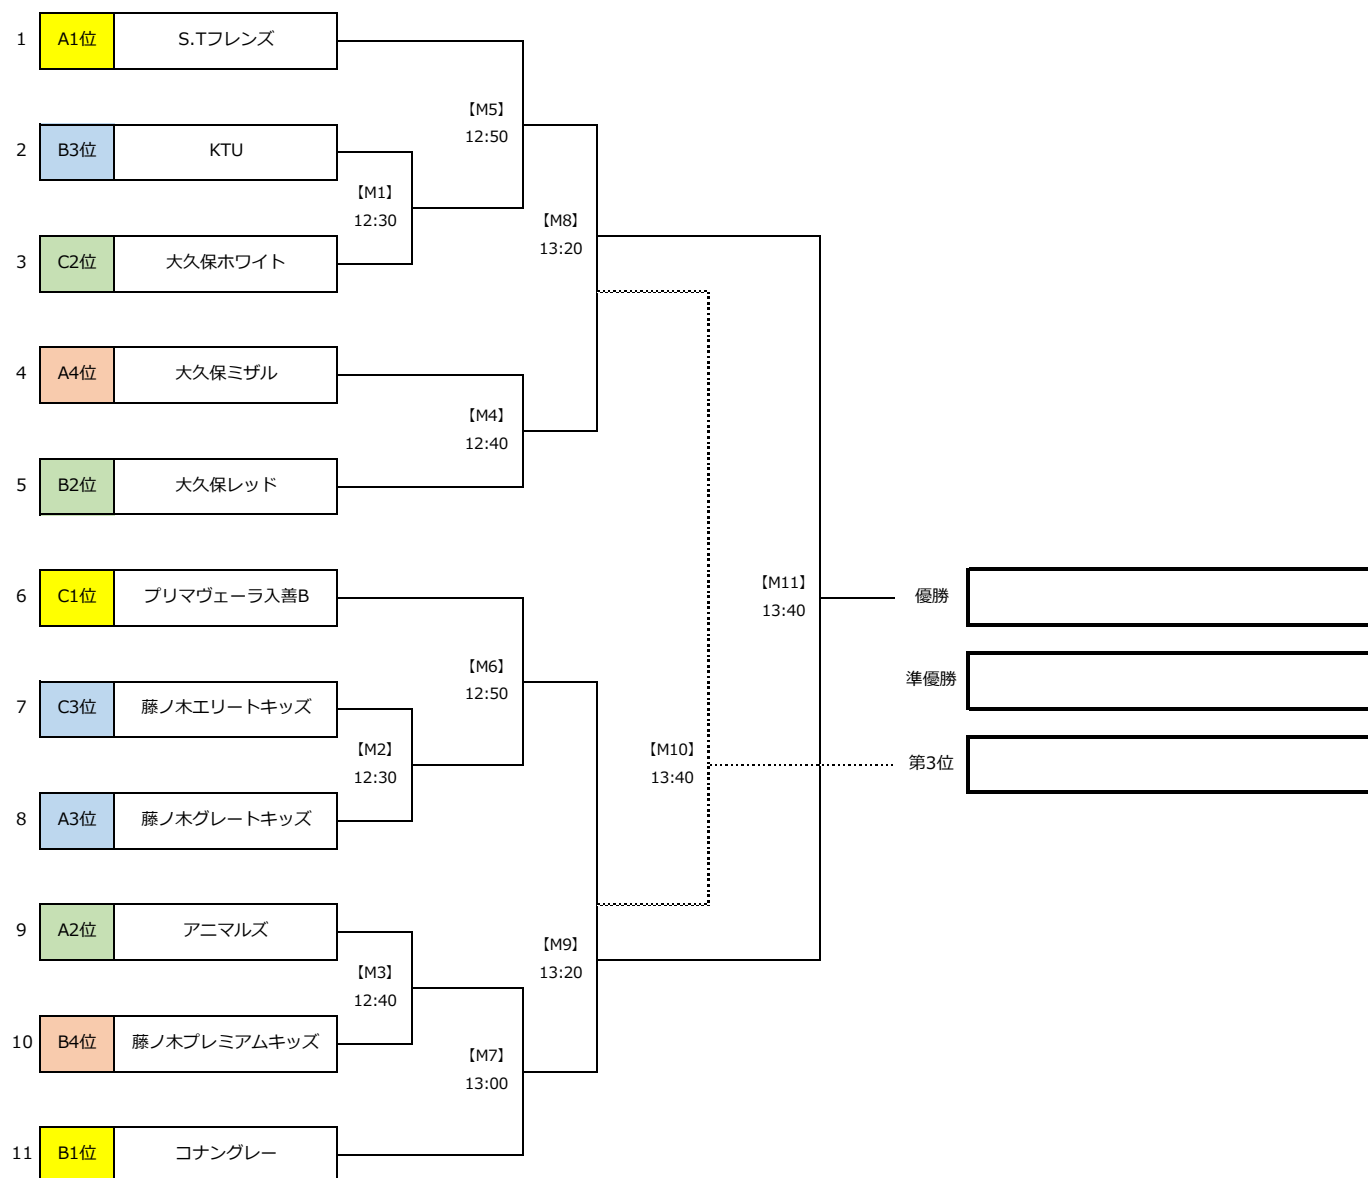 1 A1位 S.Tフレンズ
【M5】
12:50
2 B3位 KTU
【M1】
12:30
【M8】
13:20
3 C2位 大久保ホワイト
4 A4位 大久保ミザル
【M4】
12:40
5 B2位 大久保レッド
6 C1位 プリマヴェーラ入善B
【M11】
13:40
優勝
【M6】
12:50
準優勝
7 C3位 藤ノ木エリートキッズ
【M2】
12:30
【M10】
13:40
第3位
8 A3位 藤ノ木グレートキッズ
9 A2位 アニマルズ
【M9】
13:20
【M3】
12:40
10 B4位 藤ノ木プレミアムキッズ
【M7】
13:00
11 B1位 コナングレー